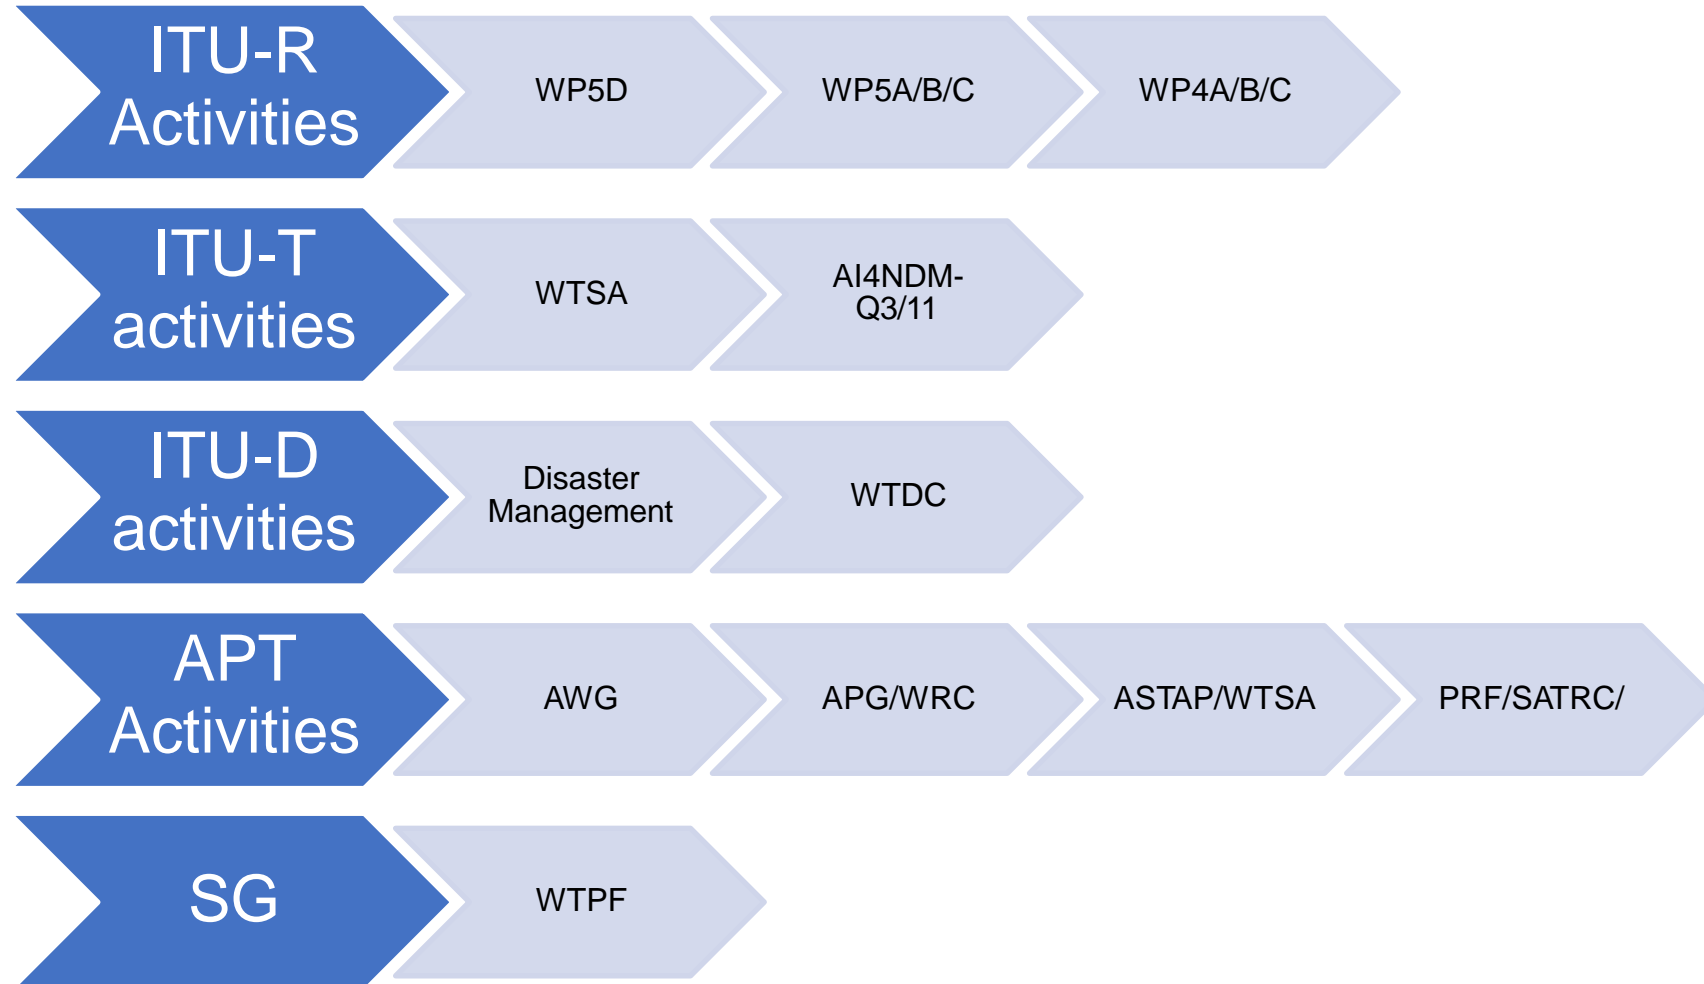 ITU-R
Activities
WP5D
WP5A/B/C
WP4A/B/C
ITU-T
activities
WTSA
AI4NDM-
Q3/11
ITU-D
activities
Disaster
Management
WTDC
APT
Activities
AWG
APG/WRC
ASTAP/WTSA
PRF/SATRC/
SG
WTPF